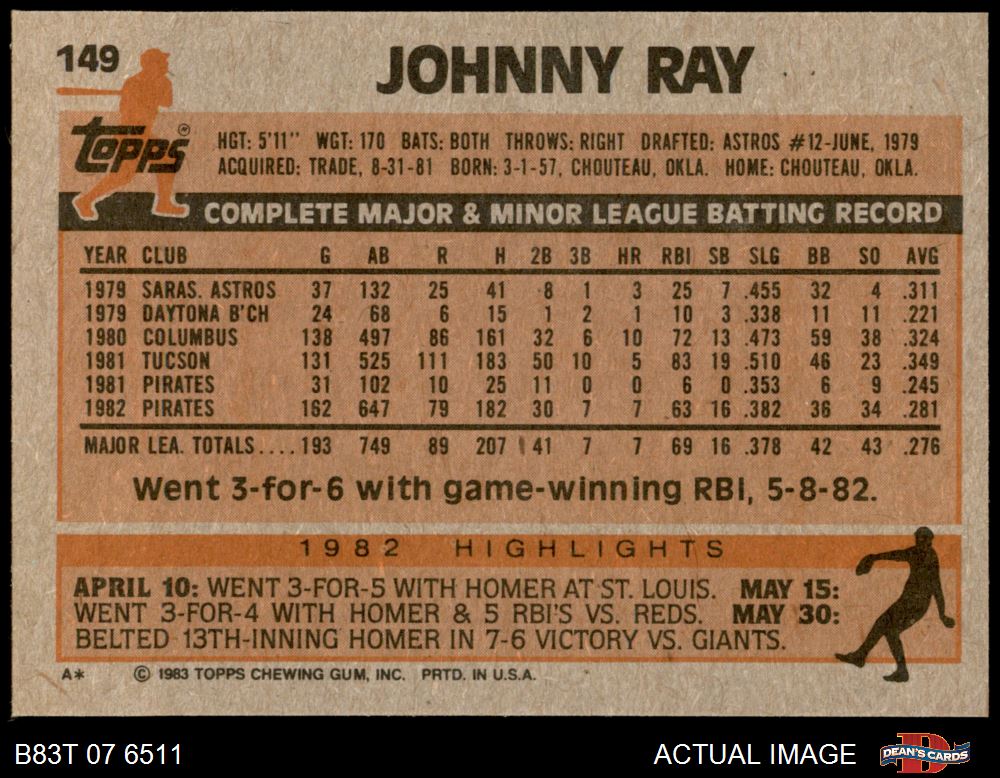 149
JOHNNY RAY
Topps®
HGT: 5'11" WGT: 170 BATS: BOTH THROWS: RIGHT DRAFTED: ASTROS #12-JUNE, 1979
ACQUIRED: TRADE, 8-31-81 BORN: 3-1-57, CHOUTEAU, OKLA. HOME: CHOUTEAU, OKLA.
COMPLETE MAJOR & MINOR LEAGUE BATTING RECORD
YEAR CLUB G AB R H 2B 3B HR RBI SB SLG BB SO AVG
1979 SARAS. ASTROS 37 132 25 41 8 1 3 25 7 .455 32 4 .311
1979 DAYTONA B'CH 24 68 6 15 1 2 1 10 3 .338 11 11 .221
1980 COLUMBUS 138 497 86 161 32 6 10 72 13 .473 59 38 .324
1981 TUCSON 131 525 111 183 50 10 5 83 19 .510 46 23 .349
1981 PIRATES 31 102 10 25 11 0 0 6 0 .353 6 9 .245
1982 PIRATES 162 647 79 182 30 7 7 63 16 .382 36 34 .281
MAJOR LEA. TOTALS.... 193 749 89 207 41 7 7 69 16 .378 42 43 .276
Went 3-for-6 with game-winning RBI, 5-8-82.
1982 HIGHLIGHTS
APRIL 10: WENT 3-FOR-5 WITH HOMER AT ST. LOUIS. MAY 15:
WENT 3-FOR-4 WITH HOMER & 5 RBI'S VS. REDS. MAY 30:
BELTED 13TH-INNING HOMER IN 7-6 VICTORY VS. GIANTS.
A* © 1983 TOPPS CHEWING GUM, INC. PRTD. IN U.S.A.
B83T 07 6511 ACTUAL IMAGE DEAN'S CARDS